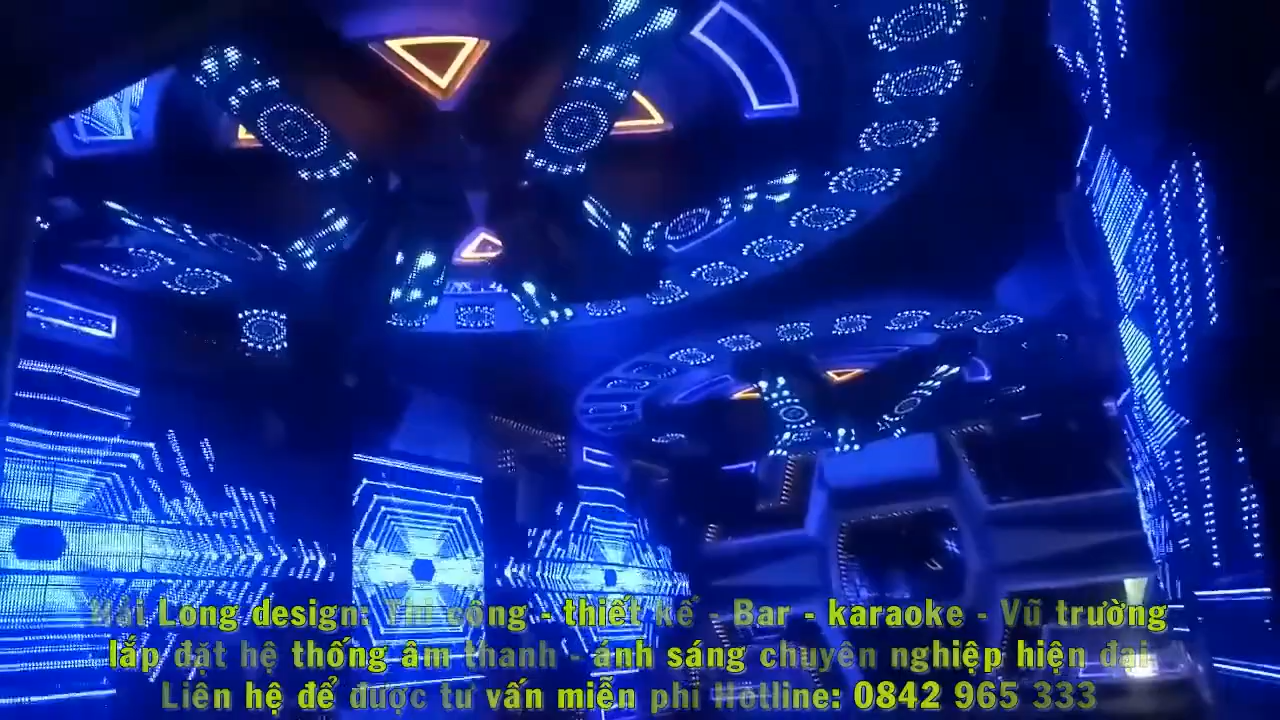 Hải Long design: Thi công - thiết kế - Bar - karaoke - Vũ trường
lắp đặt hệ thống âm thanh - ánh sáng chuyên nghiệp hiện đại
Liên hệ để được tư vấn miễn phí Hotline: 0842 965 333